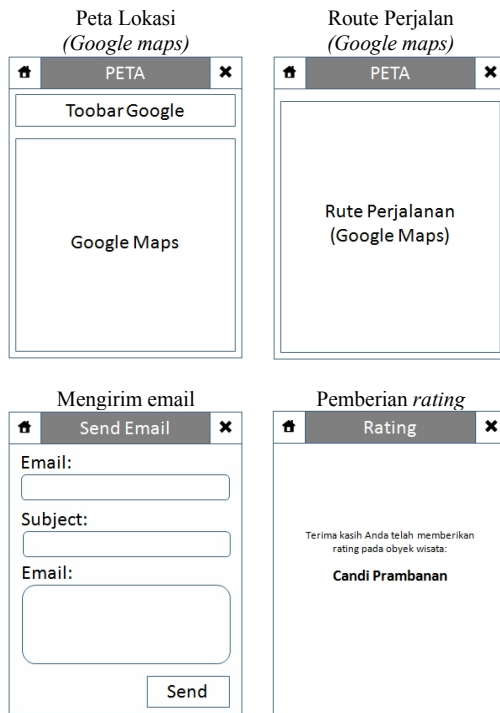 Peta Lokasi
(Google maps)
PETA
Toobar Google
Google Maps
Route Perjalan
(Google maps)
PETA
Rute Perjalanan
(Google Maps)
Mengirim email
Send Email
Email:
Subject:
Email:
Send
Pemberian rating
Rating
Terima kasih Anda telah memberikan
rating pada obyek wisata:
Candi Prambanan